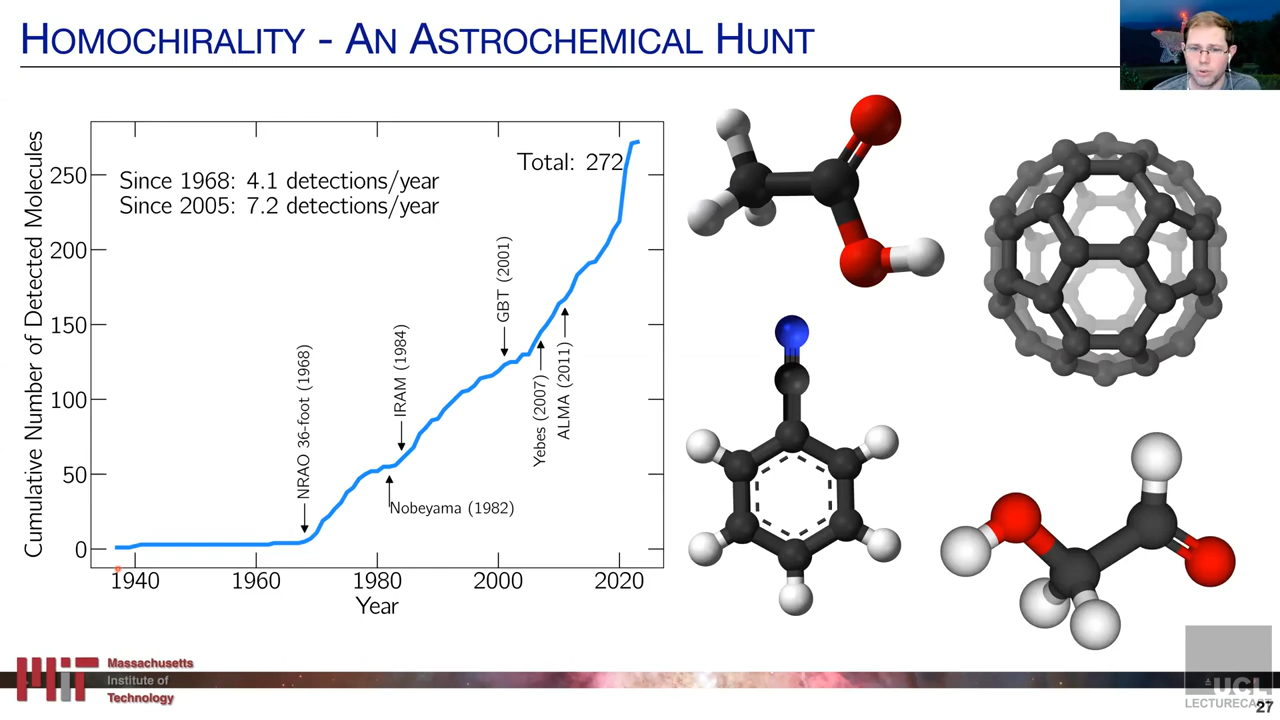 HOMOCHIRALITY - AN ASTROCHEMICAL HUNT
Cumulative Number of Detected Molecules
250
200
150
100
50
0
Since 1968: 4.1 detections/year
Since 2005: 7.2 detections/year
Total: 272
NRAO 36-foot (1968)
Nobeyama (1982)
IRAM (1984)
GBT (2001)
Yebes (2007)
ALMA (2011)
1940
1960
1980
2000
2020
Year
MIT
Massachusetts
Institute of
Technology
UCL
27